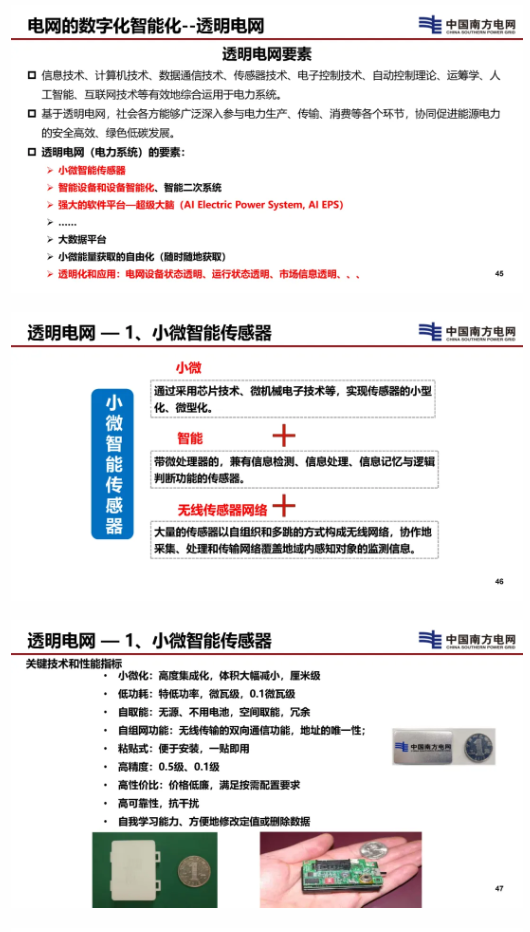 电网的数字化智能化--透明电网
中国南方电网
CHINA SOUTHERN POWER GRID
透明电网要素
信息技术、计算机技术、数据通信技术、传感器技术、电子控制技术、自动控制理论、运筹学、人
工智能、互联网技术等有效地综合运用于电力系统。
基于透明电网，社会各方能够广泛深入参与电力生产、传输、消费等各个环节，协同促进能源电力
的安全高效、绿色低碳发展。
透明电网（电力系统）的要素：
小微智能传感器
智能设备和设备智能化、智能二次系统
强大的软件平台—超级大脑（AI Electric Power System, AI EPS）
......
大数据平台
小微能量获取的自由化（随时随地获取）
透明化和应用：电网设备状态透明、运行状态透明、市场信息透明、、、
45
透明电网 — 1、小微智能传感器
中国南方电网
CHINA SOUTHERN POWER GRID
小微智能传感器
小微
通过采用芯片技术、微机械电子技术等，实现传感器的小型
化、微型化。
智能
带微处理器的，兼有信息检测、信息处理、信息记忆与逻辑
判断功能的传感器。
无线传感器网络
大量的传感器以自组织和多跳的方式构成无线网络，协作地
采集、处理和传输网络覆盖地域内感知对象的监测信息。
46
透明电网 — 1、小微智能传感器
中国南方电网
CHINA SOUTHERN POWER GRID
关键技术和性能指标
• 小微化：高度集成化，体积大幅减小，厘米级
• 低功耗：特低功率，微瓦级，0.1微瓦级
• 自取能：无源、不用电池，空间取能，冗余
• 自组网功能：无线传输的双向通信功能，地址的唯一性；
• 粘贴式：便于安装，一贴即用
• 高精度：0.5级、0.1级
• 高性价比：价格低廉，满足按需配置要求
• 高可靠性，抗干扰
• 自我学习能力、方便地修改定值或删除数据
中国南方电网
47